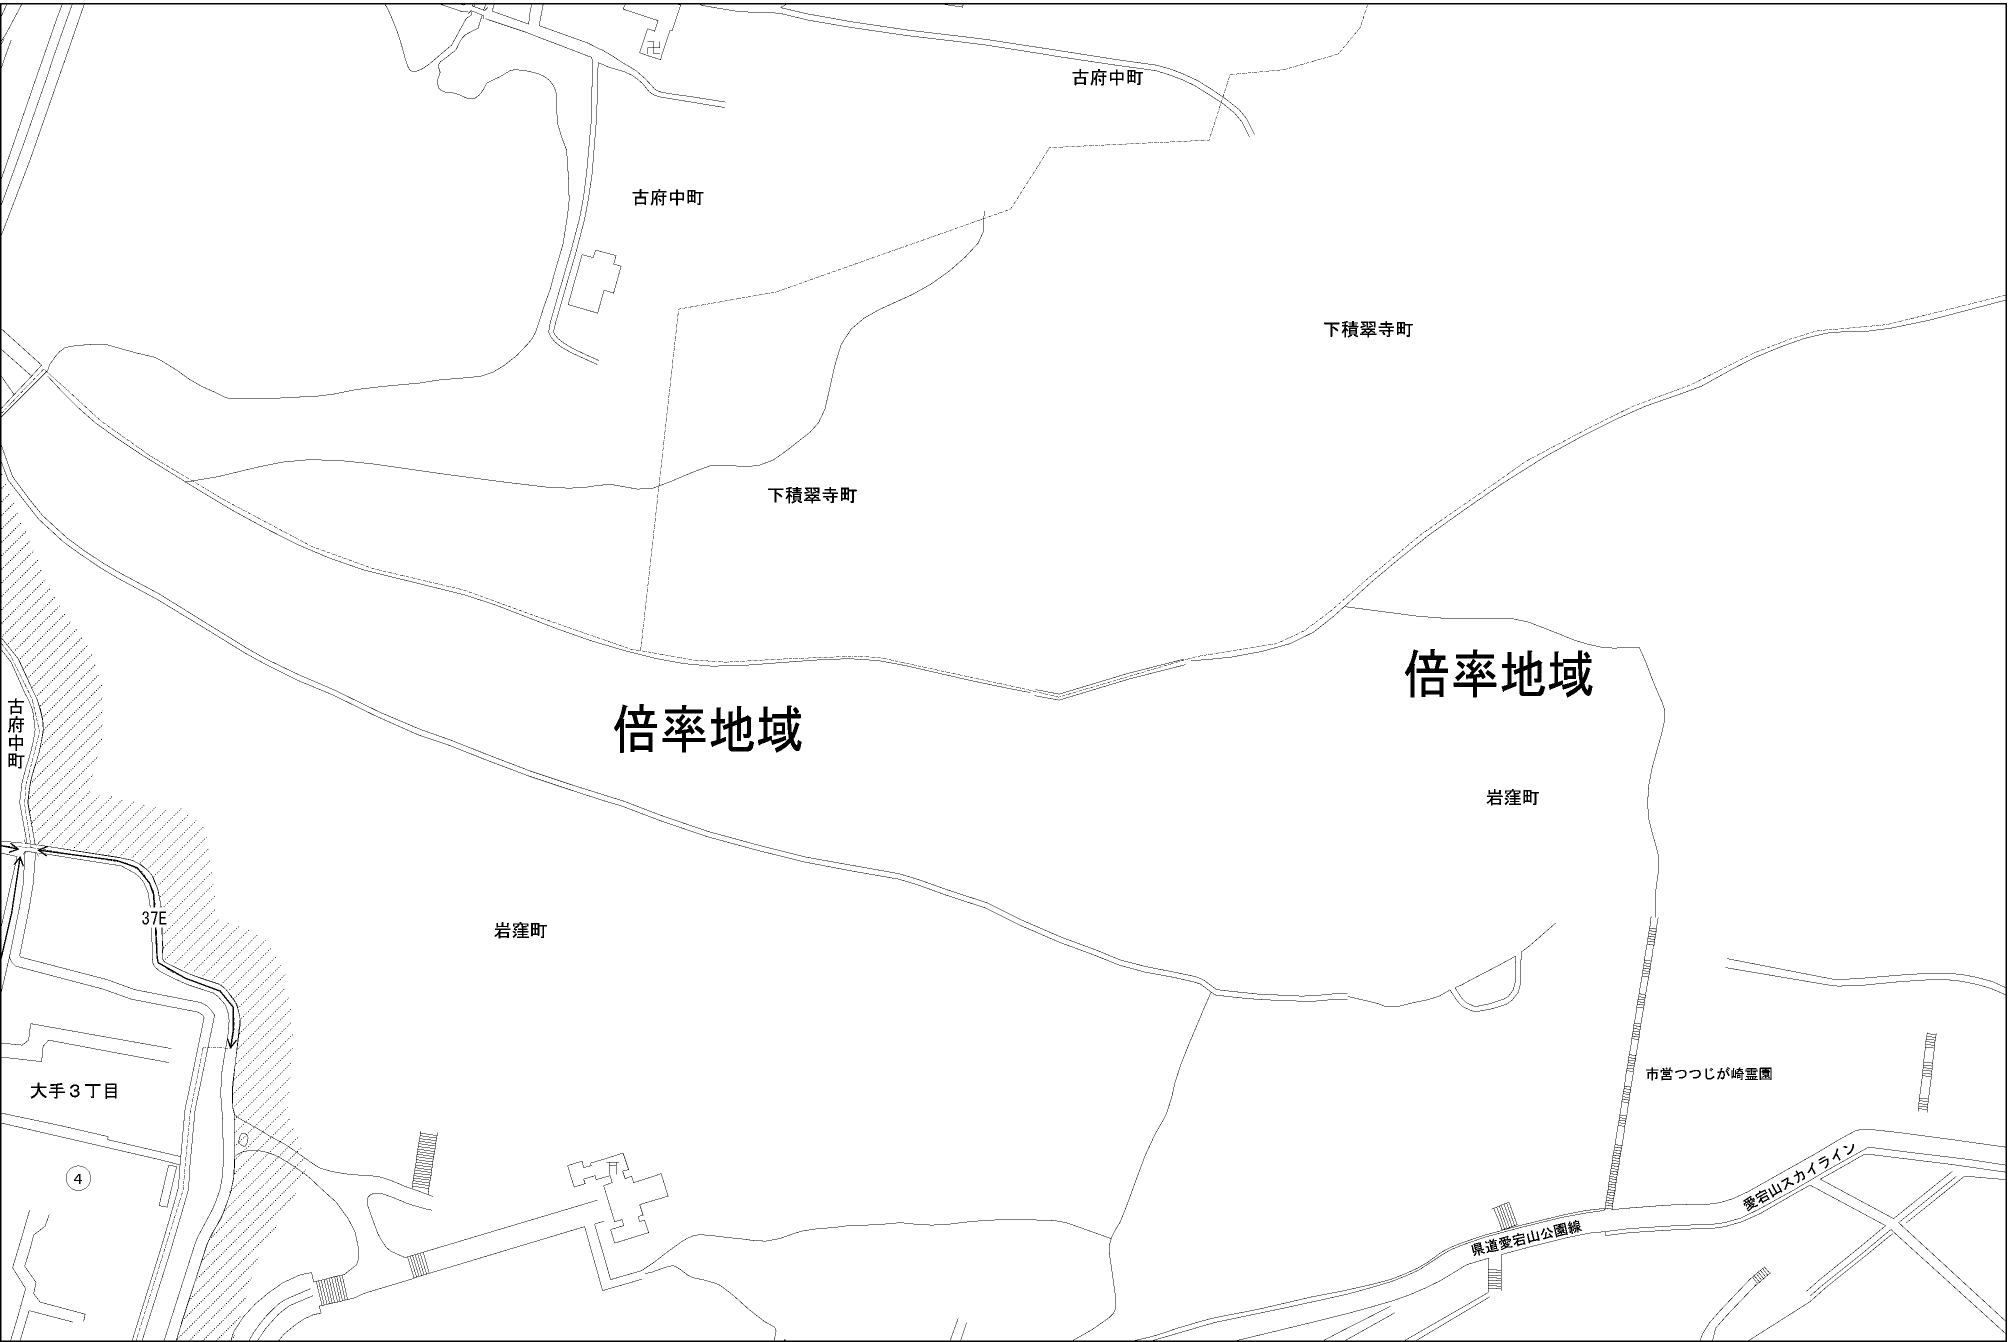 古府中町
古府中町
下積翠寺町
下積翠寺町
倍率地域
倍率地域
古府中町
岩窪町
37E
岩窪町
市営つつじが崎霊園
大手３丁目
4
愛宕山スカイライン
県道愛宕山公園線